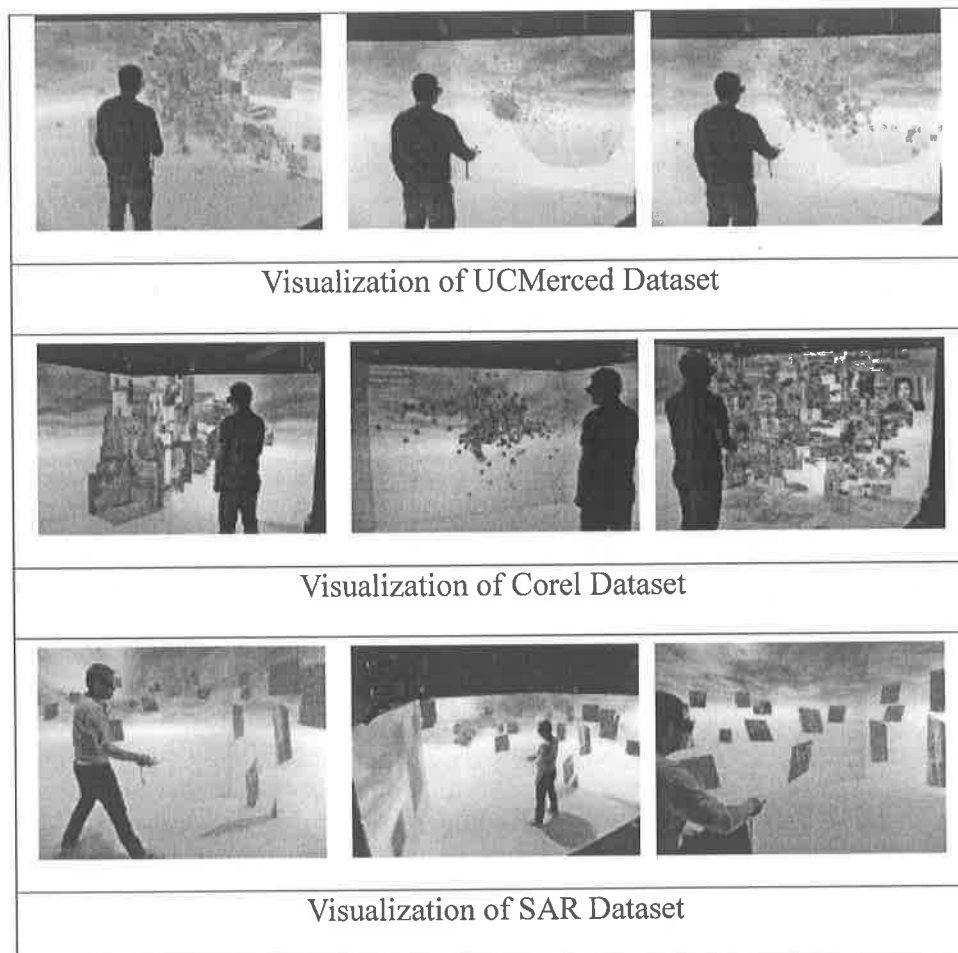 Visualization of UCMerced Dataset
Visualization of Corel Dataset
Visualization of SAR Dataset